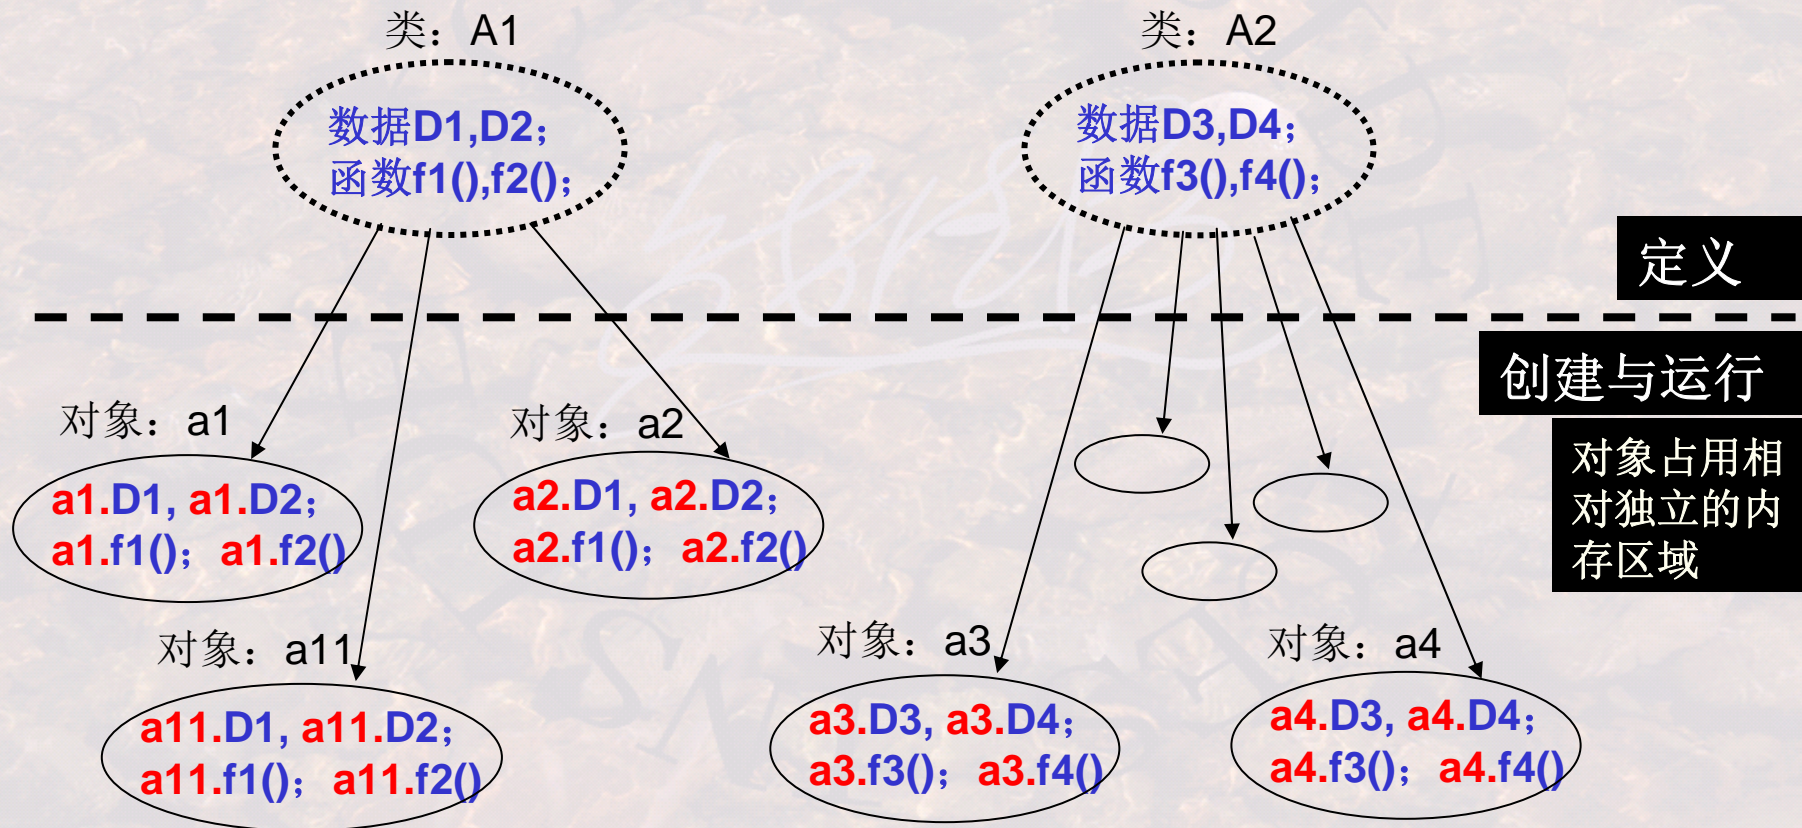 类：A1
数据D1,D2；
函数f1(),f2()；
类：A2
数据D3,D4；
函数f3(),f4()；
定义
创建与运行
对象占用相
对独立的内
存区域
对象：a1
a1.D1, a1.D2；
a1.f1()；a1.f2()
对象：a2
a2.D1, a2.D2；
a2.f1()；a2.f2()
对象：a11
a11.D1, a11.D2；
a11.f1()；a11.f2()
对象：a3
a3.D3, a3.D4；
a3.f3()；a3.f4()
对象：a4
a4.D3, a4.D4；
a4.f3()；a4.f4()